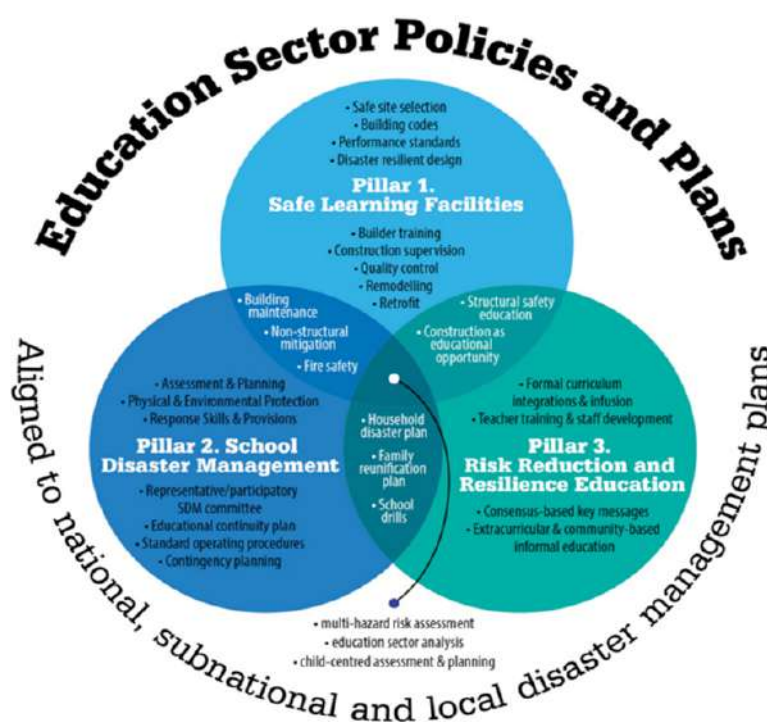 Education Sector Policies and Plans
• Safe site selection
• Building codes
• Performance standards
• Disaster resilient design
Pillar 1.
Safe Learning Facilities
• Builder training
• Construction supervision
• Quality control
• Remodelling
• Retrofit
• Building
maintenance
• Non-structural
mitigation
• Fire safety
• Structural safety
education
• Construction as
educational
opportunity
• Assessment & Planning
• Physical & Environmental Protection
• Response Skills & Provisions
Pillar 2. School
Disaster Management
• Representative/participatory
SDM committee
• Educational continuity plan
• Standard operating procedures
• Contingency planning
• Household
disaster plan
• Family
reunification
plan
• School
drills
• Formal curriculum
integrations & infusion
• Teacher training & staff development
Pillar 3.
Risk Reduction and
Resilience Education
• Consensus-based key messages
• Extracurricular & community-based
informal education
• multi-hazard risk assessment
• education sector analysis
• child-centred assessment & planning
Aligned to national, subnational and local disaster management plans